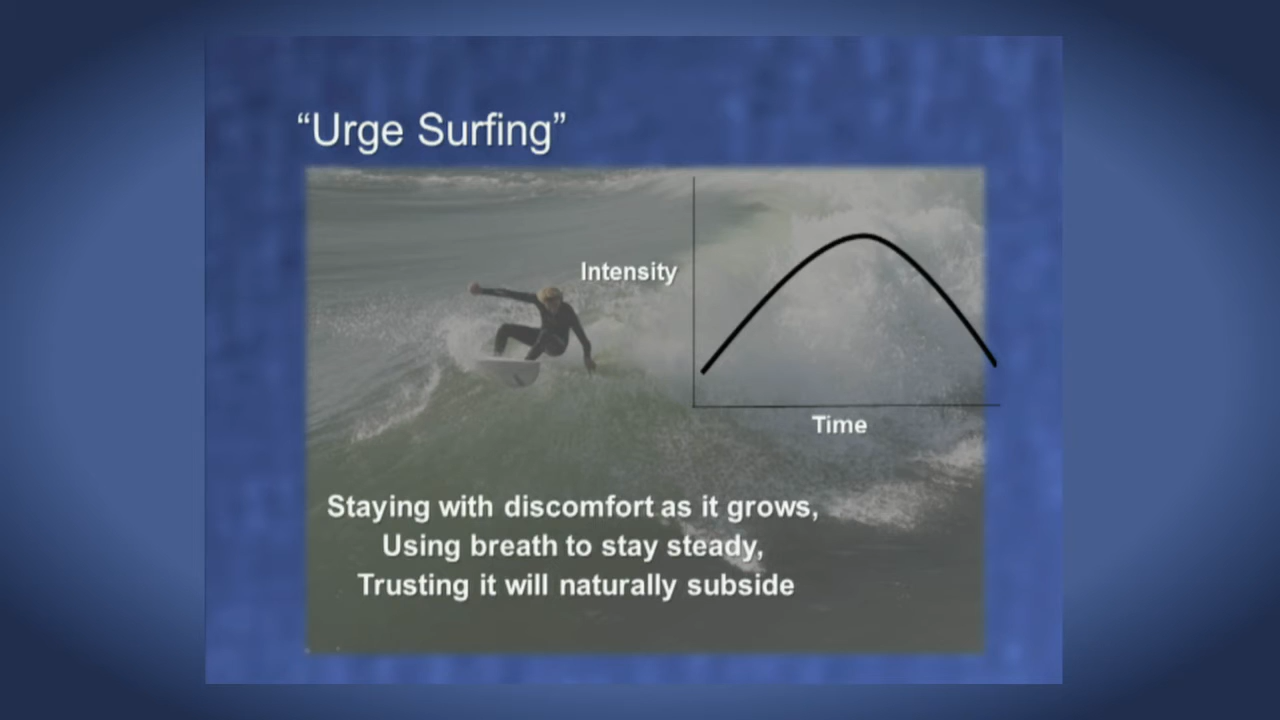 “Urge Surfing”
Intensity
Time
Staying with discomfort as it grows,
Using breath to stay steady,
Trusting it will naturally subside